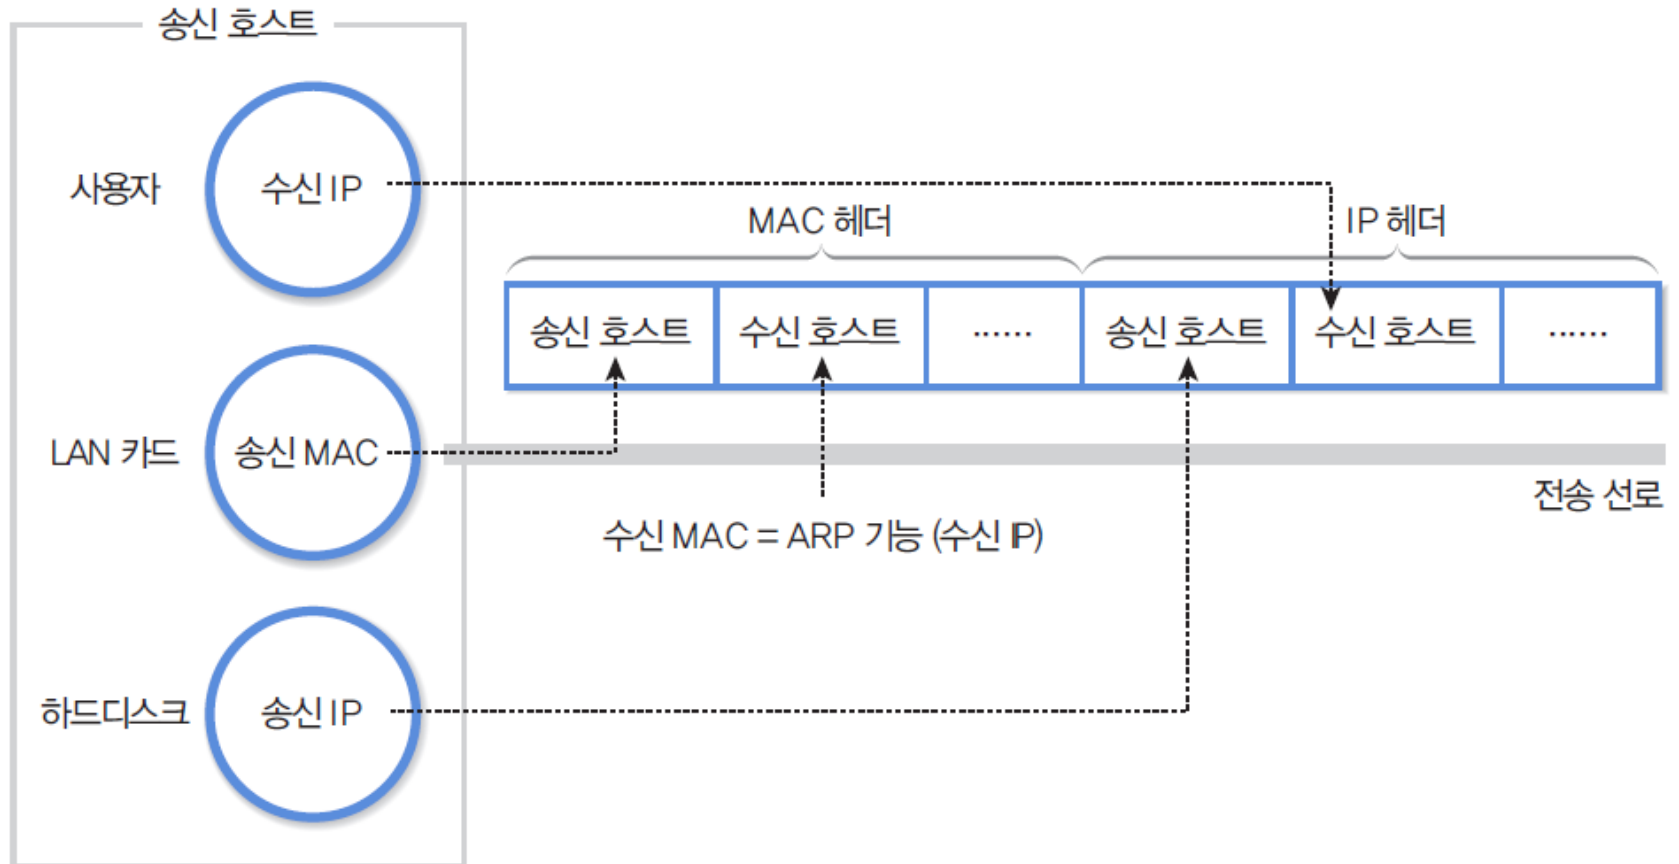 송신 호스트
사용자
수신 IP
MAC 헤더
IP 헤더
송신 호스트
수신 호스트
......
송신 호스트
수신 호스트
......
LAN 카드
송신 MAC
전송 선로
수신 MAC = ARP 기능 (수신 IP)
하드디스크
송신 IP